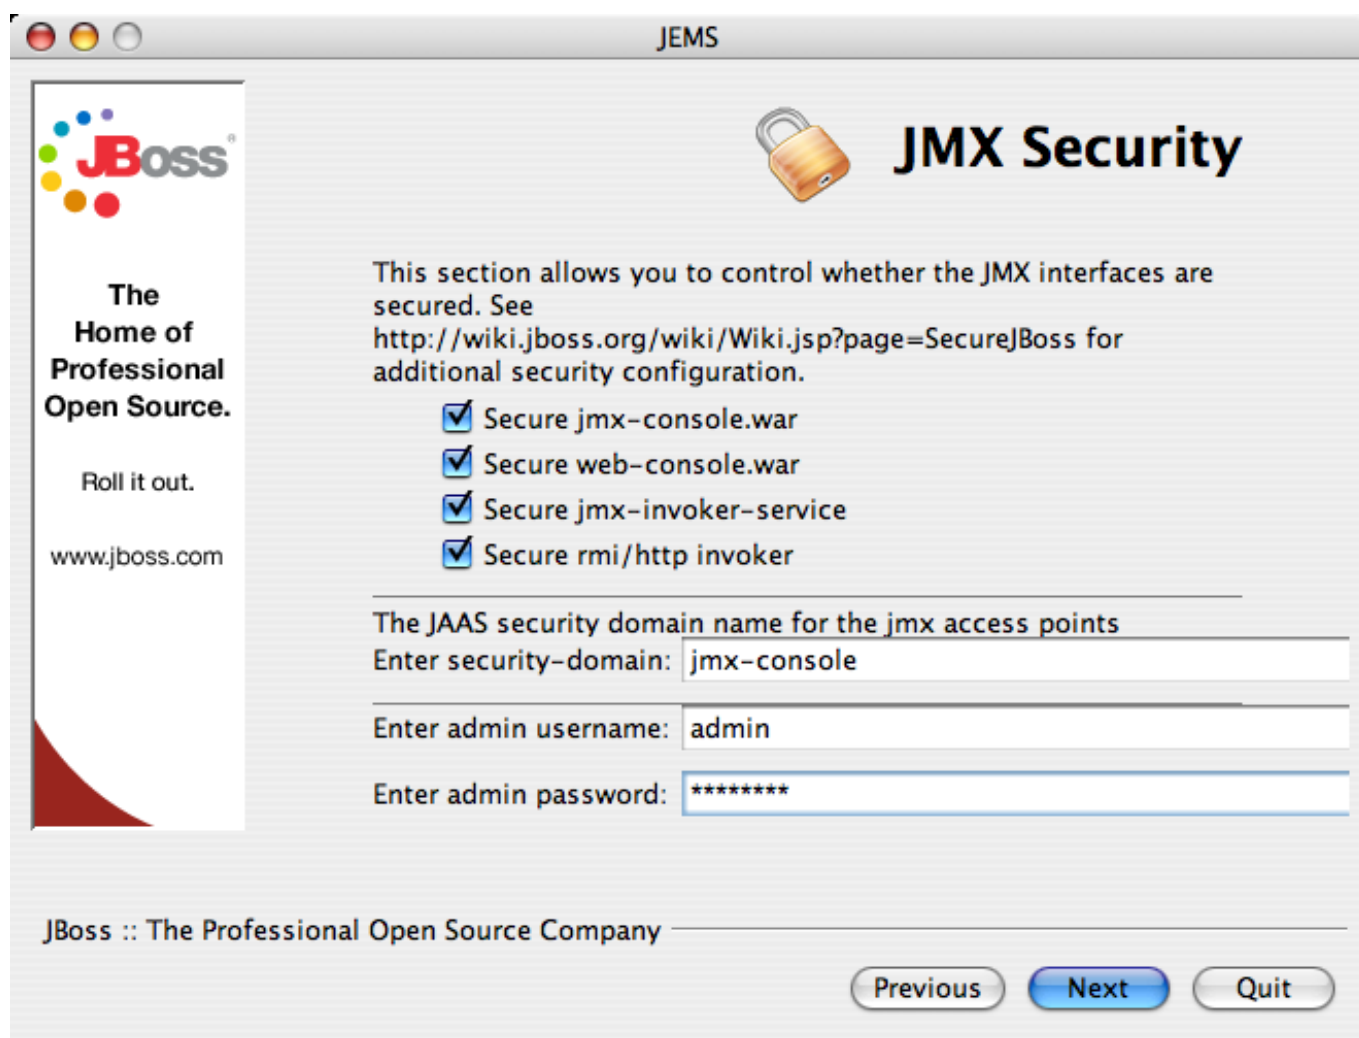 JEMS
JBoss®
The
Home of
Professional
Open Source.
Roll it out.
www.jboss.com
JMX Security
This section allows you to control whether the JMX interfaces are
secured. See
http://wiki.jboss.org/wiki/Wiki.jsp?page=SecureJBoss for
additional security configuration.
Secure jmx-console.war
Secure web-console.war
Secure jmx-invoker-service
Secure rmi/http invoker
The JAAS security domain name for the jmx access points
Enter security-domain: jmx-console
Enter admin username: admin
Enter admin password: ********
JBoss :: The Professional Open Source Company
Previous Next Quit